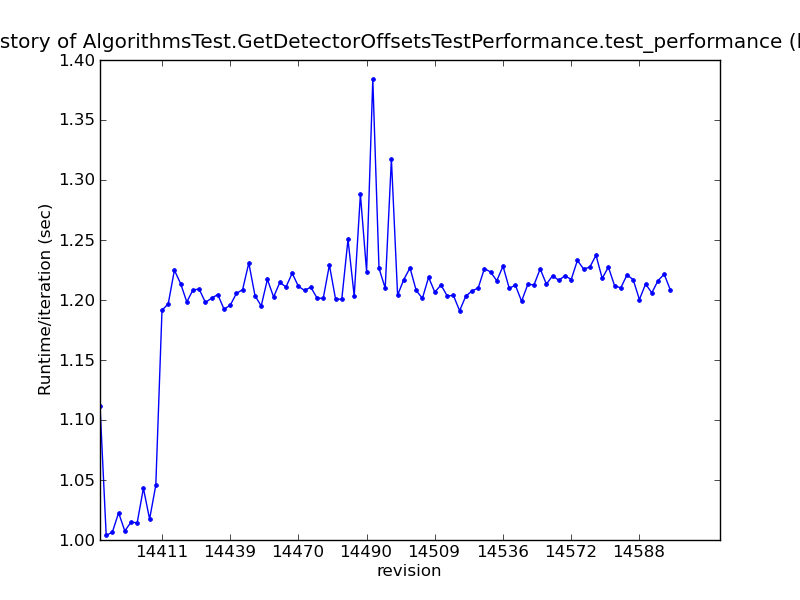 story of AlgorithmsTest.GetDetectorOffsetsTestPerformance.test_performance (
1.40
1.35
1.30
1.25
1.20
1.15
1.10
1.05
1.00
Runtime/iteration (sec)
14411 14439 14470 14490 14509 14536 14572 14588
revision